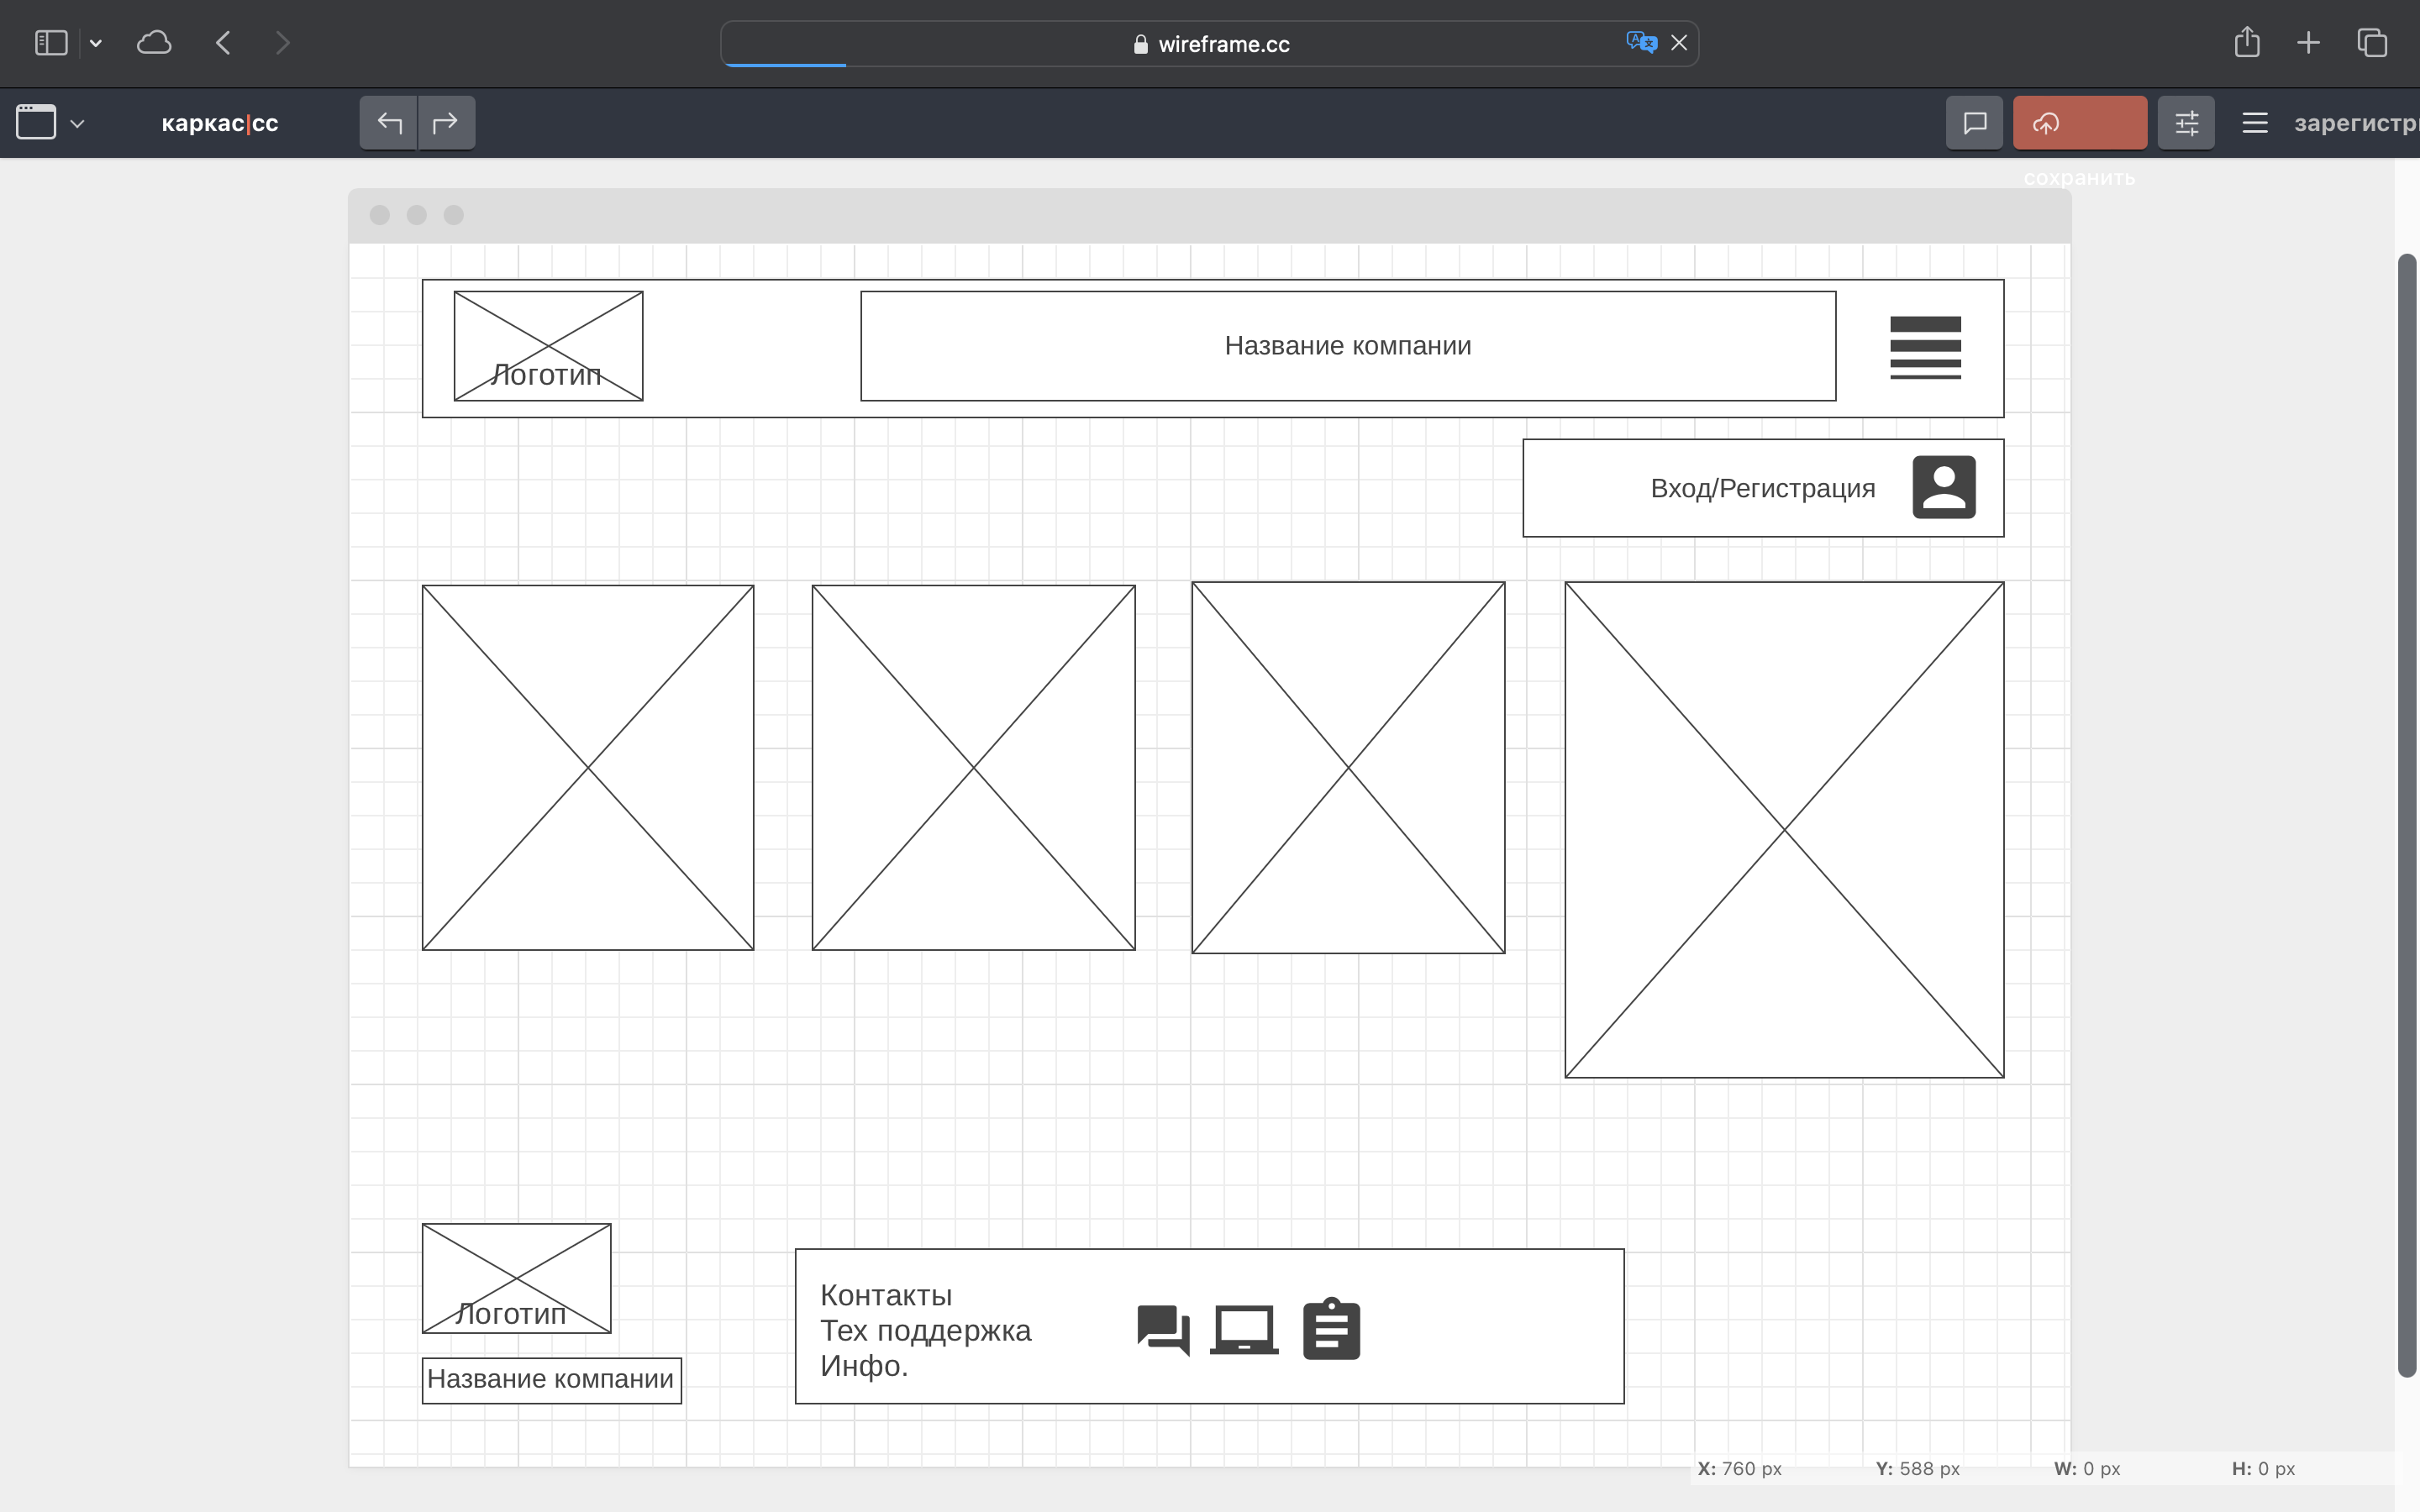 wireframe.cc
каркас|cc
зарегистр
сохранить
Логотип
Название компании
Вход/Регистрация
Логотип
Название компании
Контакты
Тех поддержка
Инфо.
X: 760 px Y: 588 px W: 0 px H: 0 px